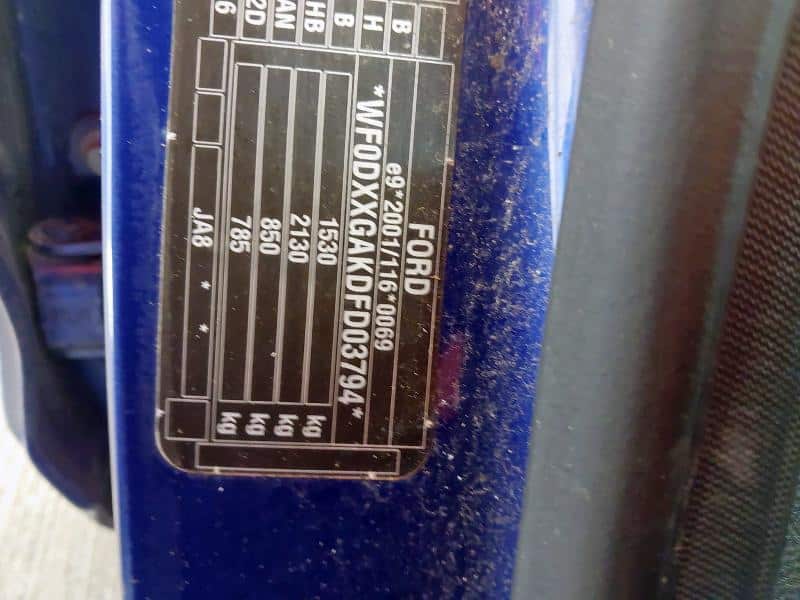 FORD
e9*2001/116*0069
*WF0DXXGAKDFD03794*
1530 kg
2130 kg
850 kg
785 kg
JA8 * *
B
H
B
HB
AN
2D
6